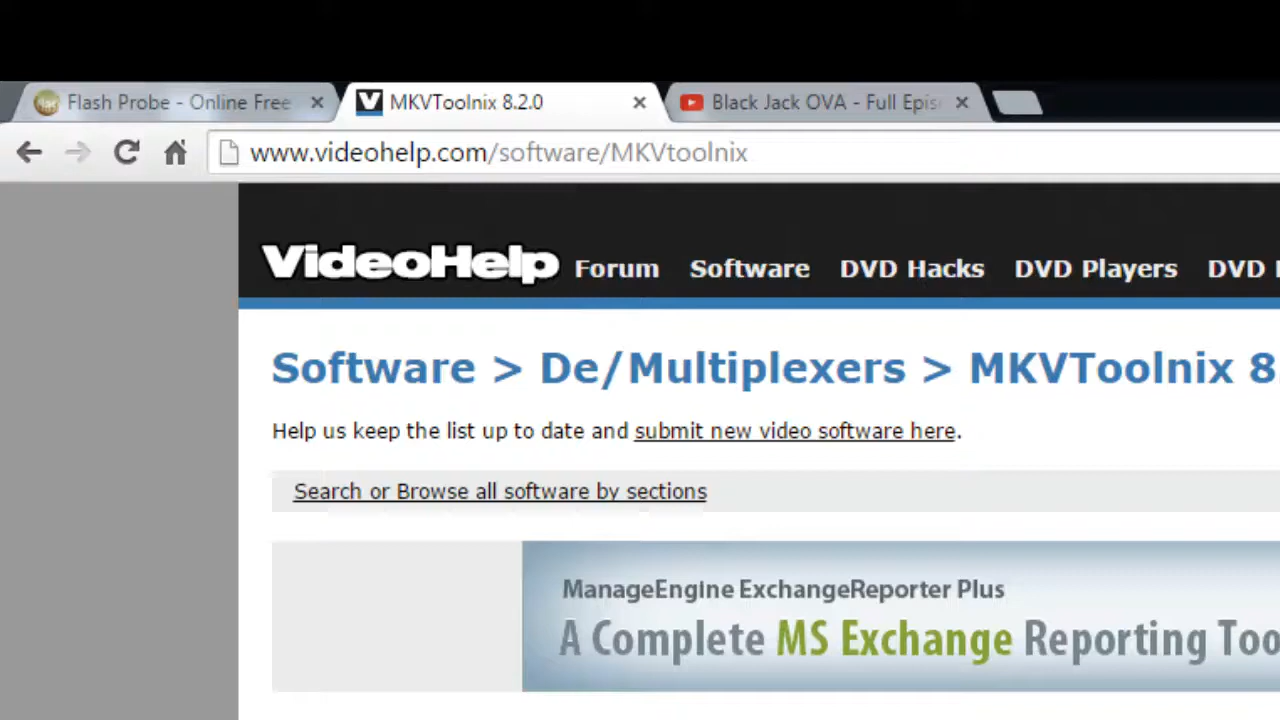 Flash Probe - Online Free
MKVToolnix 8.2.0
Black Jack OVA - Full Epis
www.videohelp.com/software/MKVtoolnix
VideoHelp Forum Software DVD Hacks DVD Players DVD
Software > De/Multiplexers > MKVToolnix 8.
Help us keep the list up to date and submit new video software here.
Search or Browse all software by sections
ManageEngine ExchangeReporter Plus
A Complete MS Exchange Reporting Too